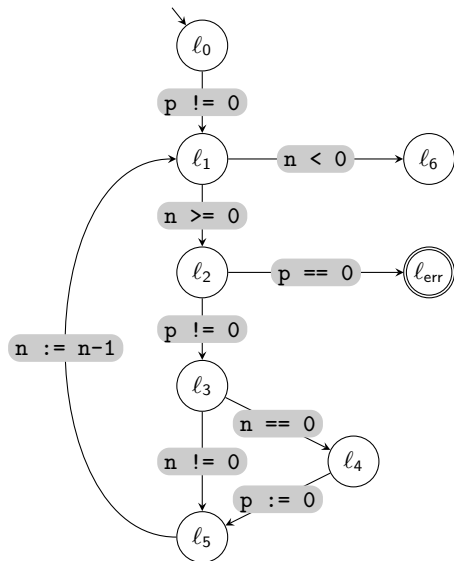 ℓ0
p != 0
ℓ1
n < 0
ℓ6
n >= 0
ℓ2
p == 0
ℓerr
p != 0
n := n-1
ℓ3
n == 0
n != 0
ℓ4
p := 0
ℓ5